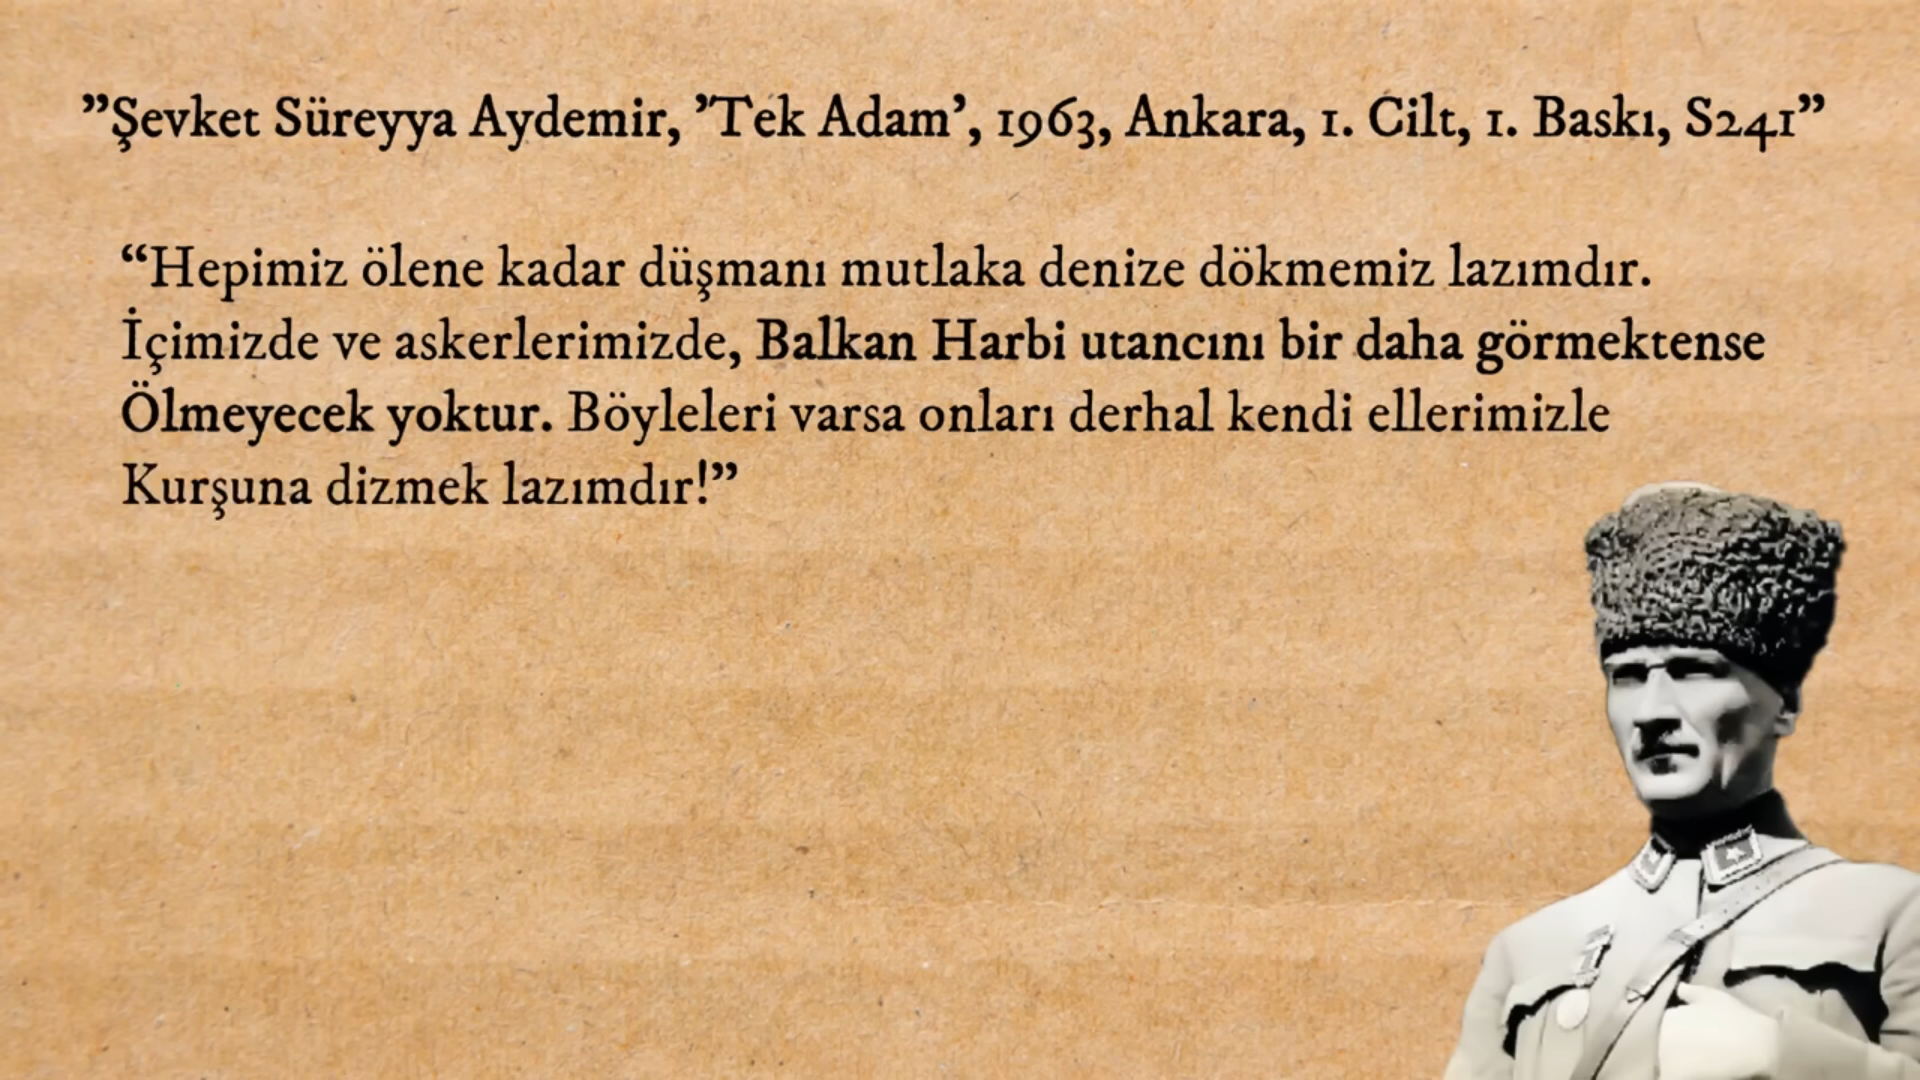 ”Şevket Süreyya Aydemir, ’Tek Adam’, 1963, Ankara, 1. Cilt, 1. Baskı, S241”
“Hepimiz ölene kadar düşmanı mutlaka denize dökmemiz lazımdır.
İçimizde ve askerlerimizde, Balkan Harbi utancını bir daha görmektense
Ölmeyecek yoktur. Böyleleri varsa onları derhal kendi ellerimizle
Kurşuna dizmek lazımdır!”